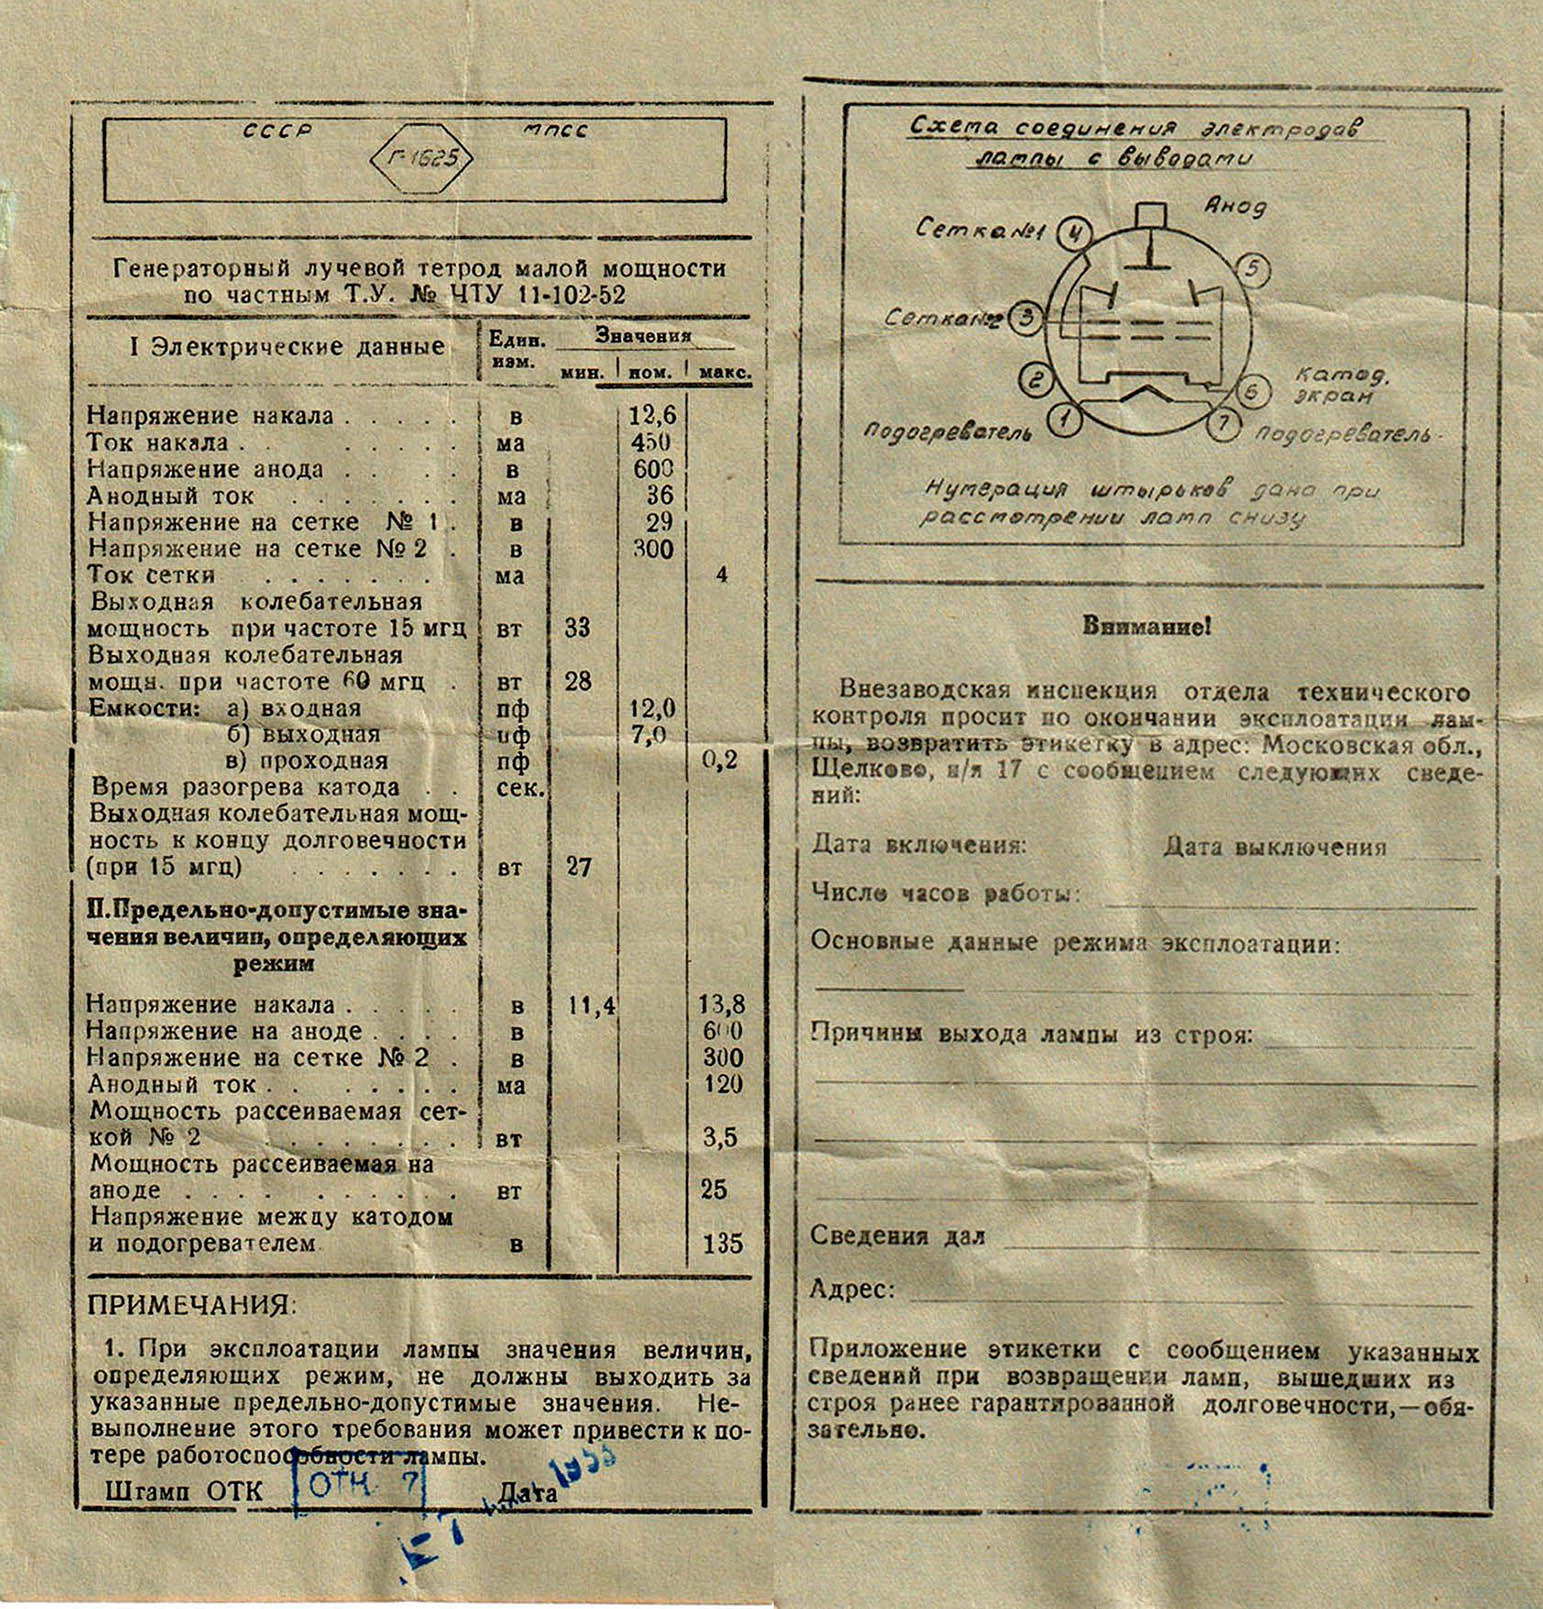 СССР МПСС
Г-1625
Генераторный лучевой тетрод малой мощности
по частным Т.У. № ЧТУ 11-102-52
I Электрические данные Един. изм. Значения
мин. ном. макс.
Напряжение накала . . . . . в 12,6
Ток накала . . . . . . ма 450
Напряжение анода . . . . в 600
Анодный ток . . . . . . . ма 36
Напряжение на сетке № 1 . в 29
Напряжение на сетке № 2 . в 300
Ток сетки . . . . . . . ма 4
Выходная колебательная
мощность при частоте 15 мгц вт 33
Выходная колебательная
мощн. при частоте 60 мгц . вт 28
Емкости: а) входная пф 12,0
б) выходная пф 7,0
в) проходная пф 0,2
Время разогрева катода . . сек.
Выходная колебательная мощ-
ность к концу долговечности
(при 15 мгц) . . . . . . . вт 27
II. Предельно-допустимые зна-
чения величин, определяющих
режим
Напряжение накала . . . . . в 11,4 13,8
Напряжение на аноде . . . . в 600
Напряжение на сетке № 2 . в 300
Анодный ток . . . . . . ма 120
Мощность рассеиваемая сет-
кой № 2 . . . . . . . . вт 3,5
Мощность рассеиваемая на
аноде . . . . . . . . . . вт 25
Напряжение между катодом
и подогревателем в 135
ПРИМЕЧАНИЯ:
1. При эксплоатации лампы значения величин,
определяющих режим, не должны выходить за
указанные предельно-допустимые значения. Не-
выполнение этого требования может привести к по-
тере работоспособности лампы.
Штамп ОТК ОТК 7 Дата 1955
Схема соединения электродов
лампы с выводами
Анод
Сетка №1 4
5
Сетка №2 3
2
6 Катод, экран
Подогреватель 1
7 Подогреватель.
Нумерация штырьков дана при
рассмотрении ламп снизу
Внимание!
Внезаводская инспекция отдела технического
контроля просит по окончании эксплоатации лам-
пы, возвратить этикетку в адрес: Московская обл.,
Щелково, п/я 17 с сообщением следующих сведе-
ний:
Дата включения: Дата выключения
Число часов работы:
Основные данные режима эксплоатации:
Причины выхода лампы из строя:
Сведения дал
Адрес:
Приложение этикетки с сообщением указанных
сведений при возвращении ламп, вышедших из
строя ранее гарантированной долговечности,—обя-
зательно.